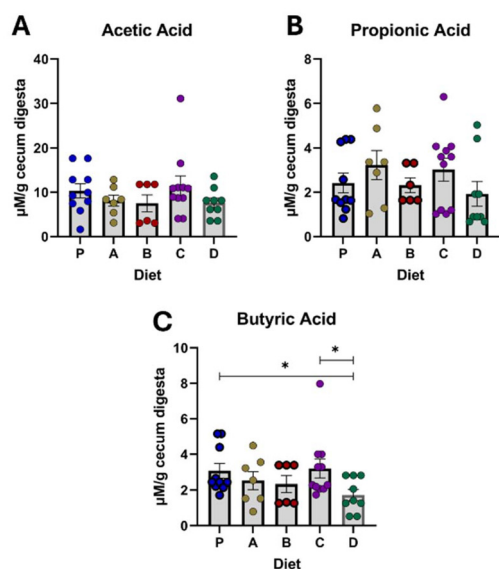 A
Acetic Acid
µM/g cecum digesta
40
30
20
10
0
P A B C D
Diet
B
Propionic Acid
µM/g cecum digesta
8
6
4
2
0
P A B C D
Diet
C
Butyric Acid
µM/g cecum digesta
10
8
6
4
2
0
*
*
P A B C D
Diet